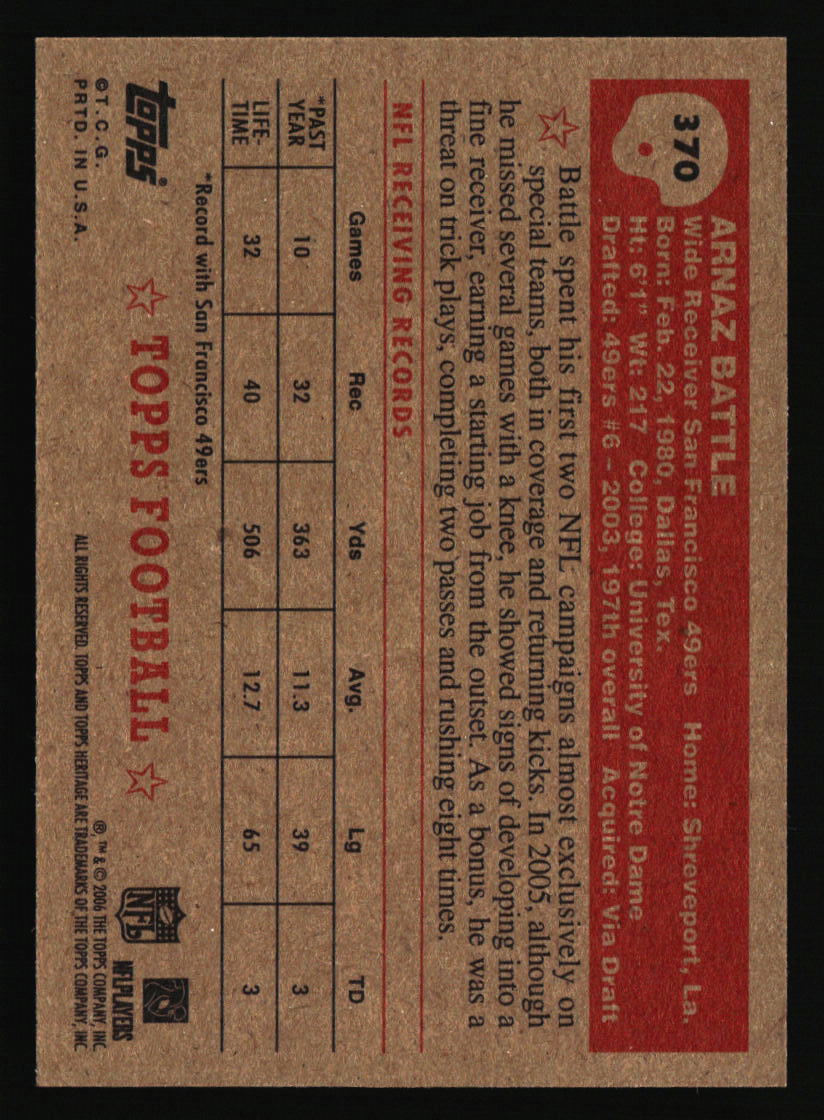 370
ARNAZ BATTLE
Wide Receiver San Francisco 49ers Home: Shreveport, La.
Born: Feb. 22, 1980, Dallas, Tex.
Ht: 6'1" Wt: 217 College: University of Notre Dame
Drafted: 49ers #6 – 2003, 197th overall Acquired: Via Draft
Battle spent his first two NFL campaigns almost exclusively on
special teams, both in coverage and returning kicks. In 2005, although
he missed several games with a knee, he showed signs of developing into a
fine receiver, earning a starting job from the outset. As a bonus, he was a
threat on trick plays, completing two passes and rushing eight times.
NFL RECEIVING RECORDS
Games Rec Yds Avg. Lg TD
*PAST YEAR 10 32 363 11.3 39 3
LIFE-TIME 32 40 506 12.7 65 3
*Record with San Francisco 49ers
topps®
TOPPS FOOTBALL
NFL
NFL PLAYERS
©T.C.G.
PRTD. IN U.S.A.
®, ™ & © 2006 THE TOPPS COMPANY, INC
ALL RIGHTS RESERVED. TOPPS AND TOPPS HERITAGE ARE TRADEMARKS OF THE TOPPS COMPANY, INC